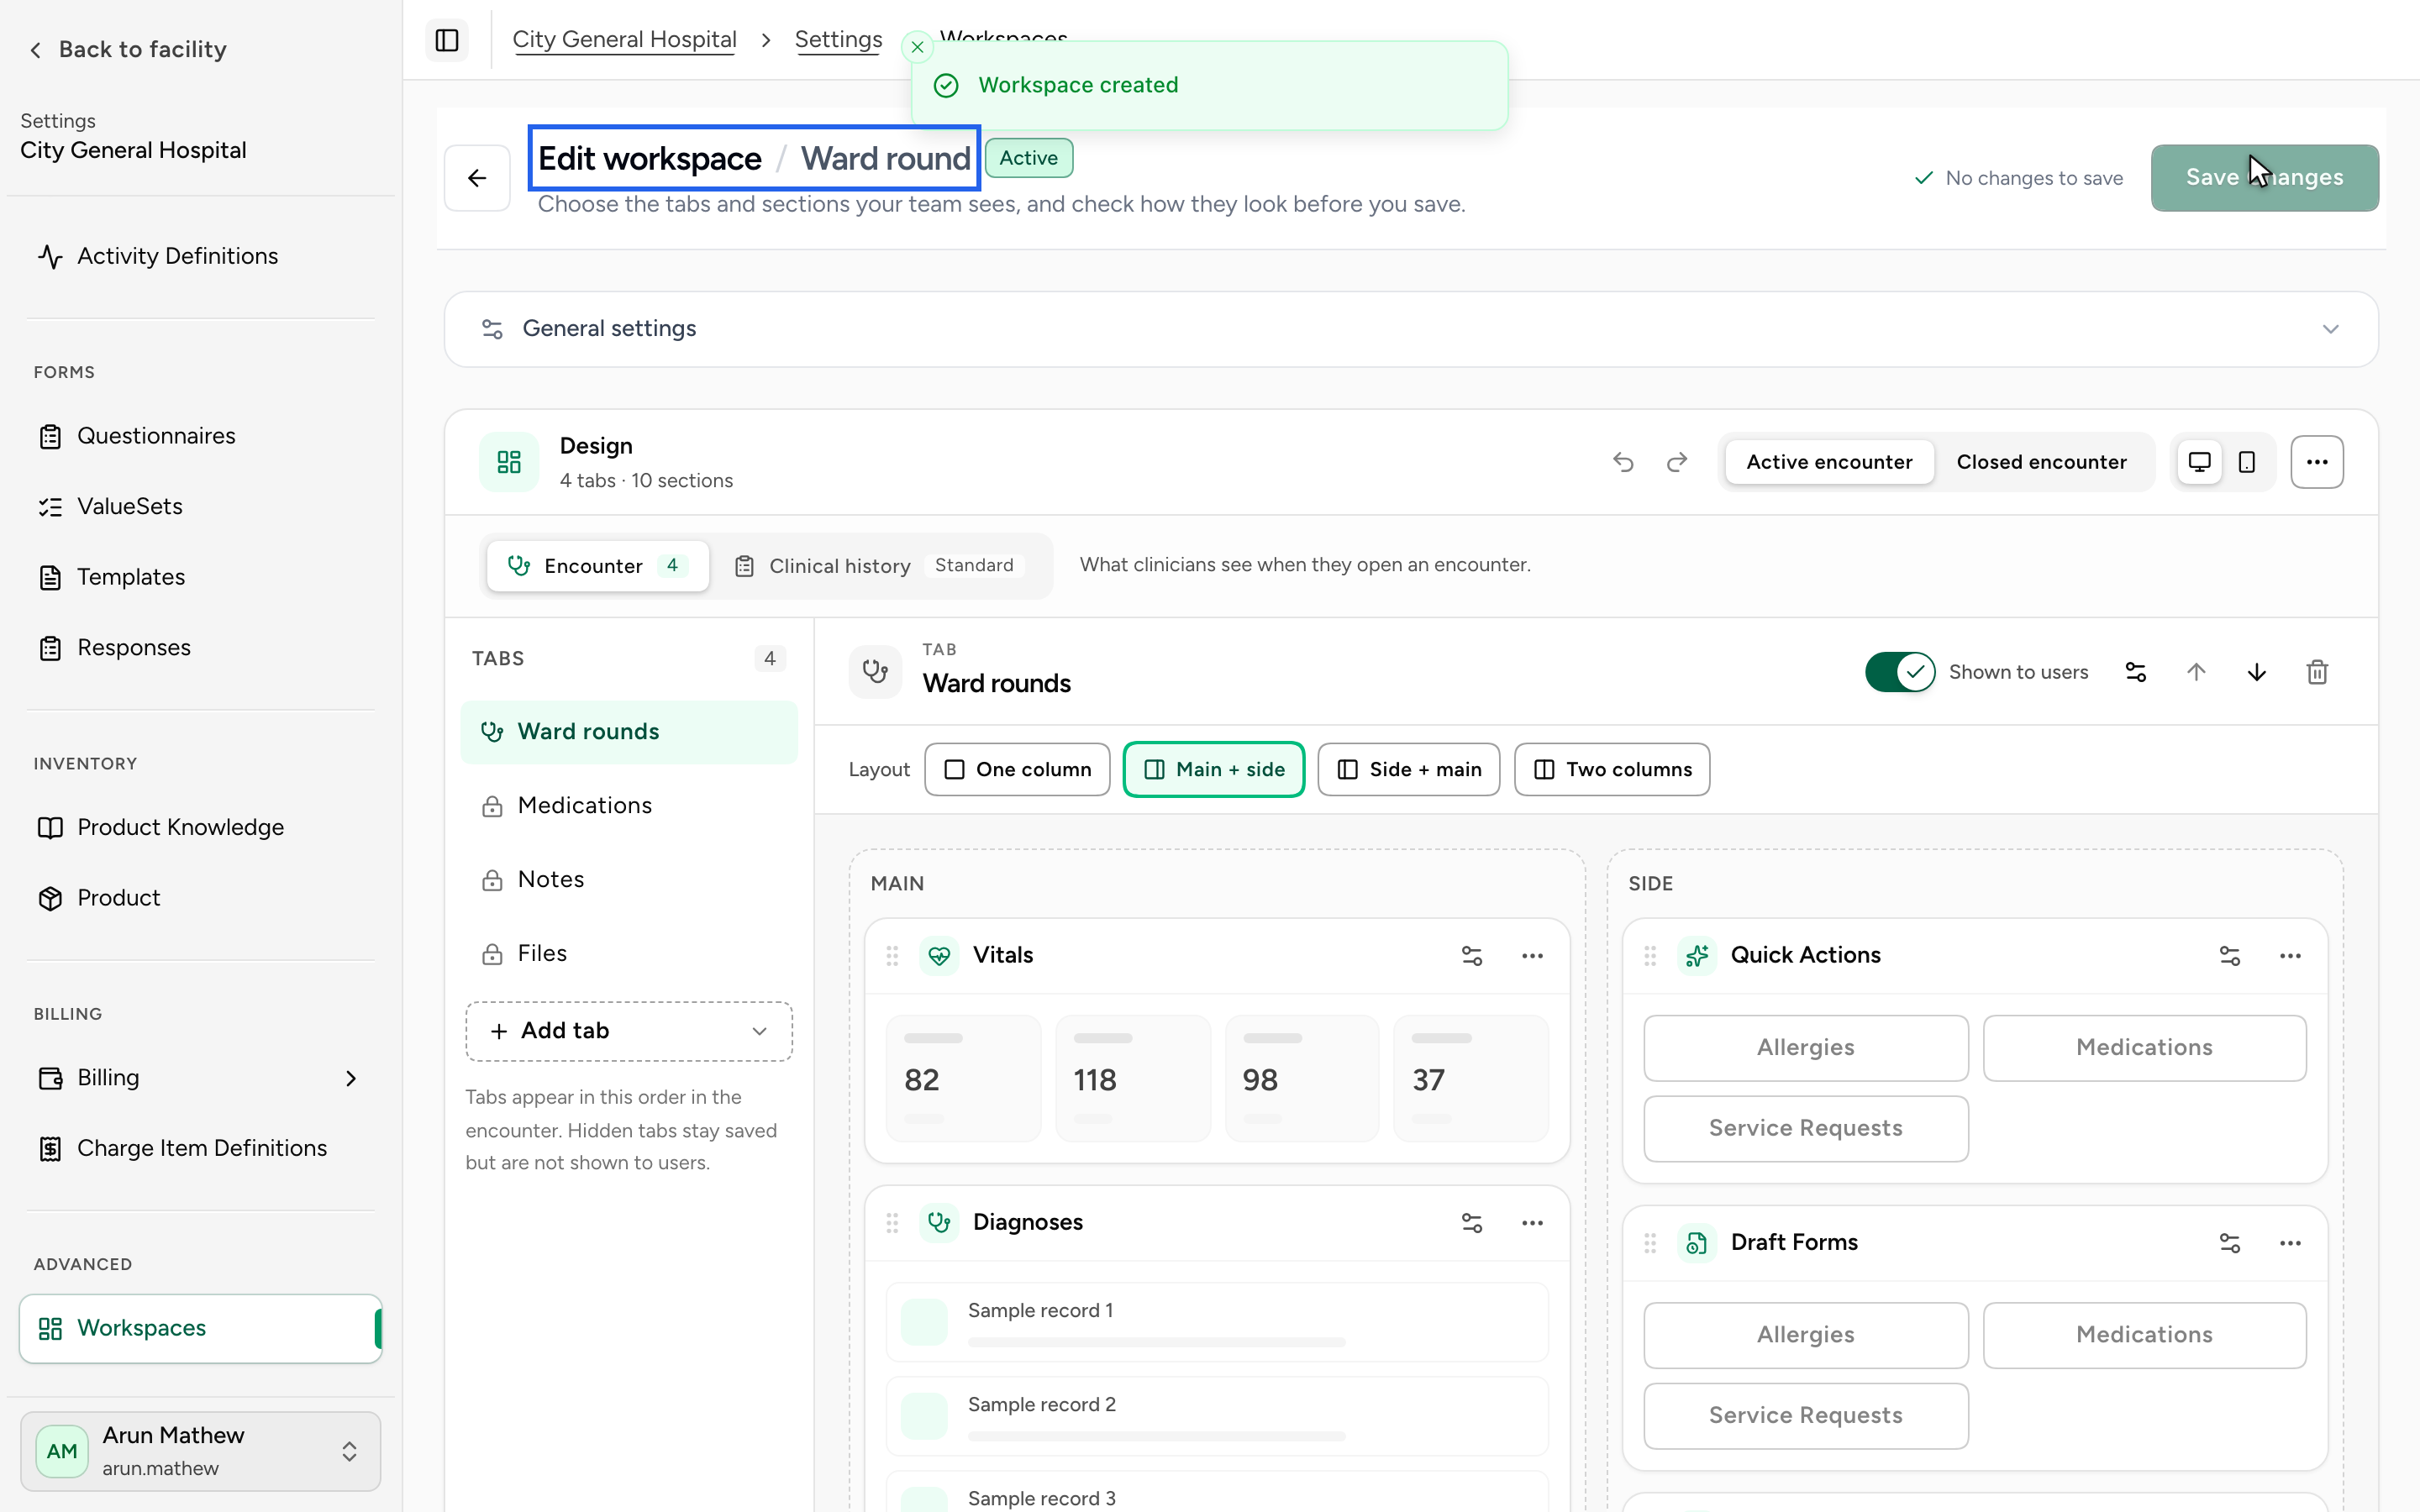 Back to facility
Settings
City General Hospital
Activity Definitions
FORMS
Questionnaires
ValueSets
Templates
Responses
INVENTORY
Product Knowledge
Product
BILLING
Billing
Charge Item Definitions
ADVANCED
Workspaces
AM
Arun Mathew
arun.mathew
City General Hospital
Settings
Workspaces
Workspace created
Edit workspace / Ward round
Active
Choose the tabs and sections your team sees, and check how they look before you save.
No changes to save
Save changes
General settings
Design
4 tabs · 10 sections
Active encounter
Closed encounter
Encounter 4
Clinical history Standard
What clinicians see when they open an encounter.
TABS 4
Ward rounds
Medications
Notes
Files
Add tab
Tabs appear in this order in the
encounter. Hidden tabs stay saved
but are not shown to users.
TAB
Ward rounds
Shown to users
Layout
One column
Main + side
Side + main
Two columns
MAIN
Vitals
82
118
98
37
Diagnoses
Sample record 1
Sample record 2
Sample record 3
SIDE
Quick Actions
Allergies
Medications
Service Requests
Draft Forms
Allergies
Medications
Service Requests